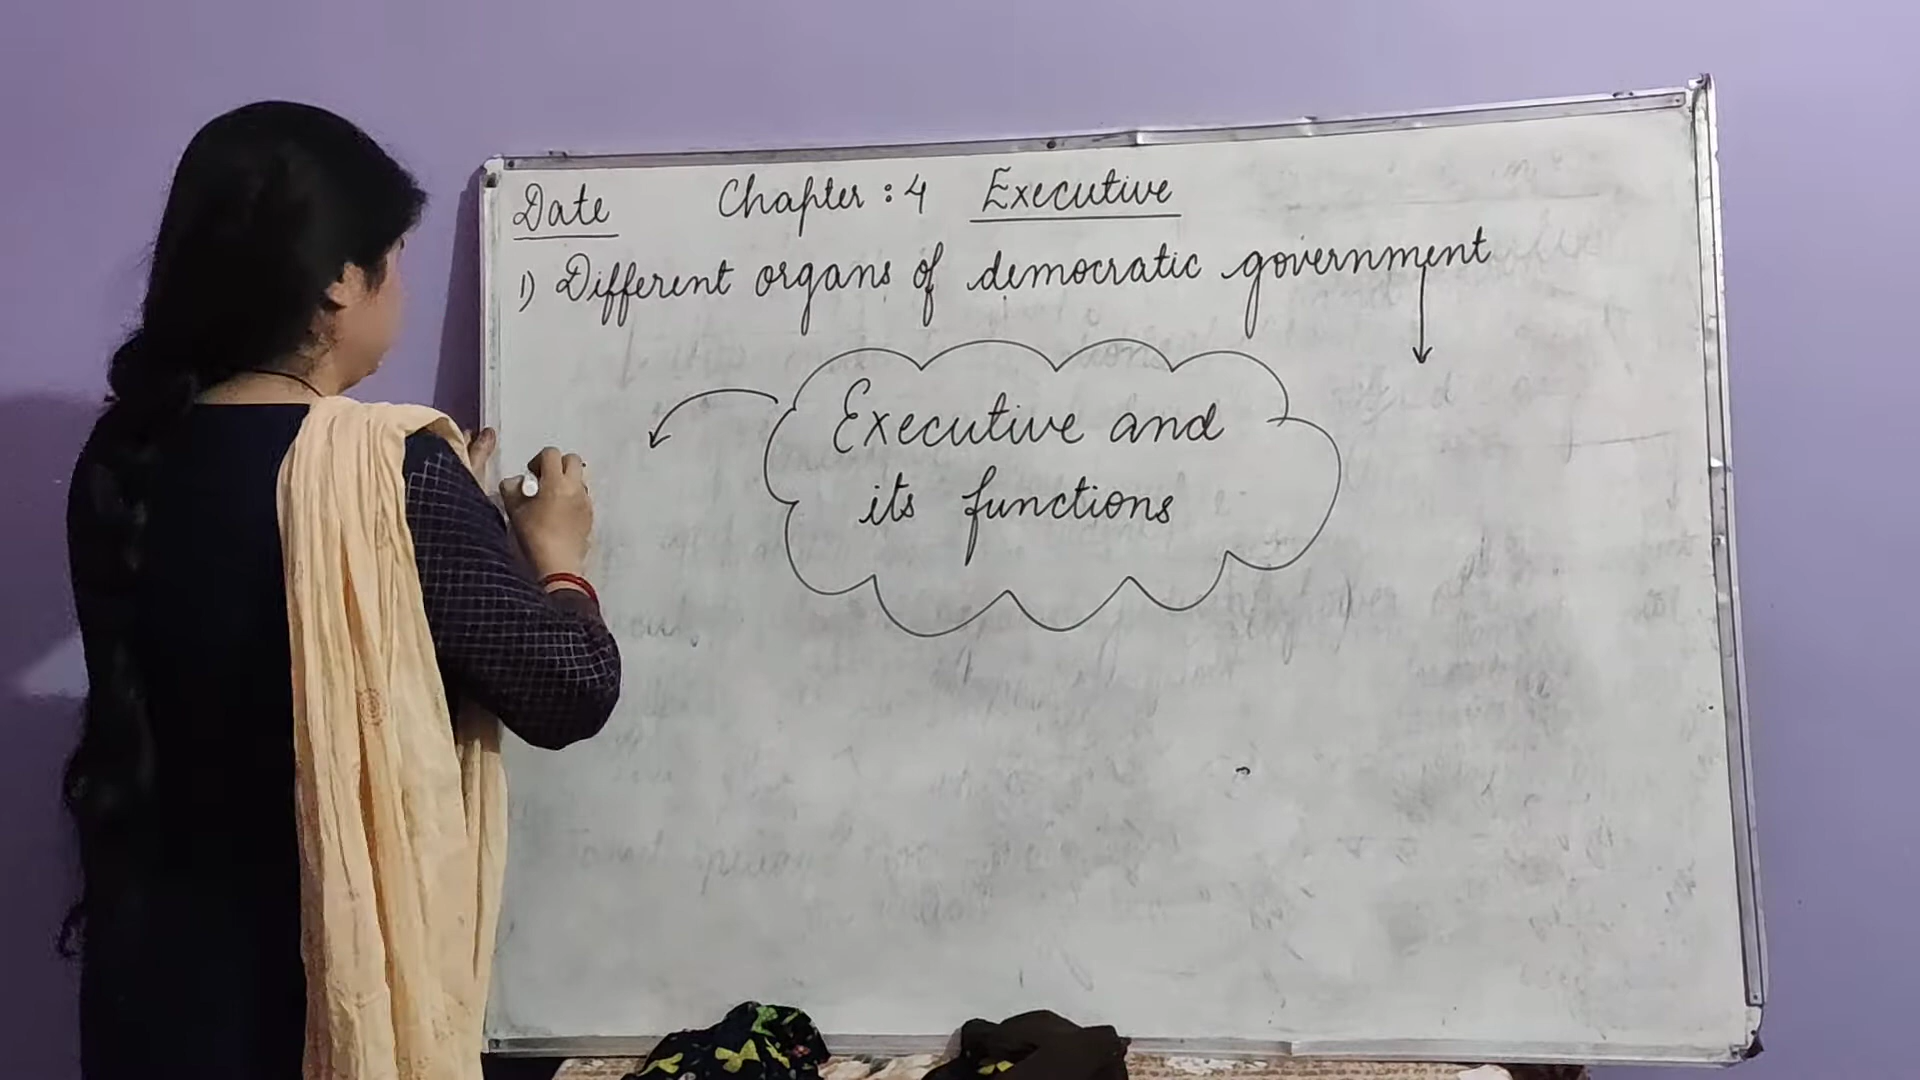 Date Chapter : 4 Executive
1) Different organs of democratic government
Executive and
its functions